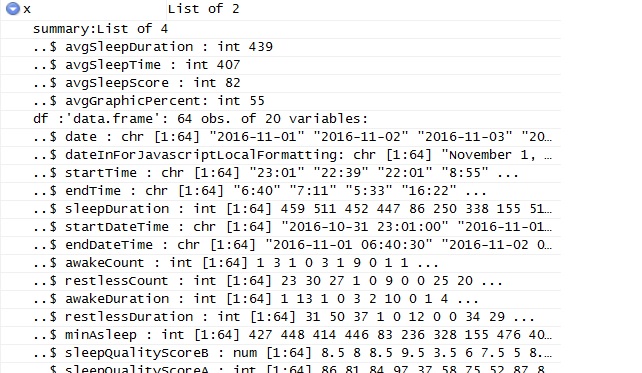 x List of 2
summary:List of 4
..$ avgSleepDuration : int 439
..$ avgSleepTime : int 407
..$ avgSleepScore : int 82
..$ avgGraphicPercent: int 55
df :'data.frame': 64 obs. of 20 variables:
..$ date : chr [1:64] "2016-11-01" "2016-11-02" "2016-11-03" "20…
..$ dateInForJavascriptLocalFormatting: chr [1:64] "November 1, …
..$ startTime : chr [1:64] "23:01" "22:39" "22:01" "8:55" ...
..$ endTime : chr [1:64] "6:40" "7:11" "5:33" "16:22" ...
..$ sleepDuration : int [1:64] 459 511 452 447 86 250 338 155 51…
..$ startDateTime : chr [1:64] "2016-10-31 23:01:00" "2016-11-01…
..$ endDateTime : chr [1:64] "2016-11-01 06:40:30" "2016-11-02 0…
..$ awakeCount : int [1:64] 1 3 1 0 3 1 9 0 1 1 ...
..$ restlessCount : int [1:64] 23 30 27 1 0 9 0 0 25 20 ...
..$ awakeDuration : int [1:64] 1 13 1 0 3 2 10 0 1 4 ...
..$ restlessDuration : int [1:64] 31 50 37 1 0 12 0 0 34 29 ...
..$ minAsleep : int [1:64] 427 448 414 446 83 236 328 155 476 40…
..$ sleepQualityScoreB : num [1:64] 8.5 8 8.5 9.5 3.5 6 7.5 5 8.…
..$ sleepQualityScoreA : int [1:64] 86 81 84 97 37 58 75 52 87 8